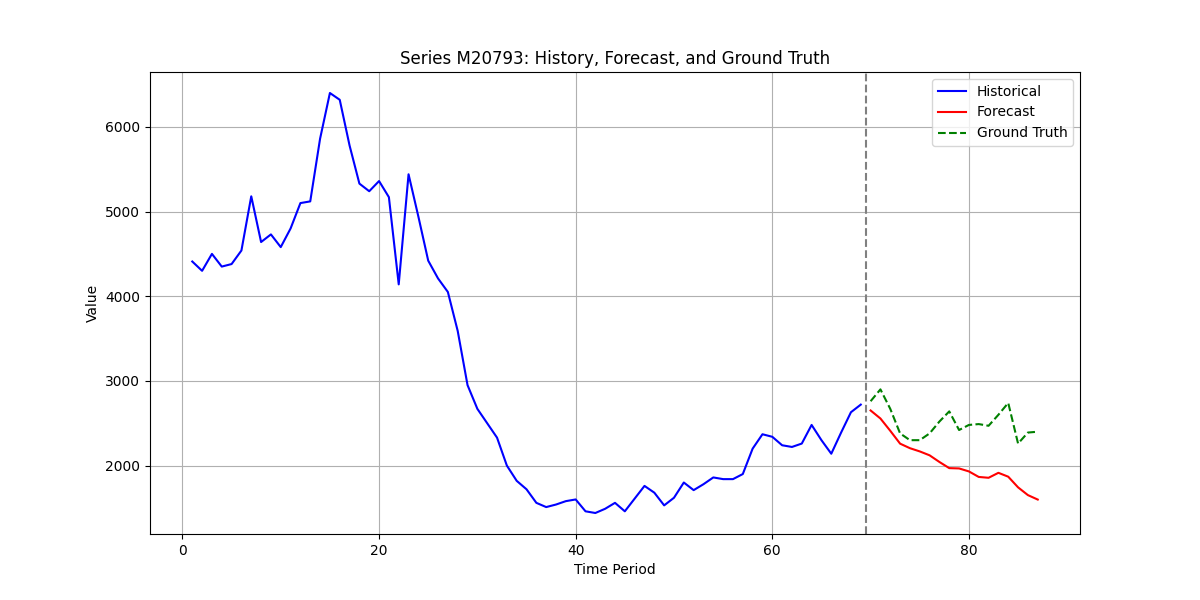 Series M20793: History, Forecast, and Ground Truth
Historical
Forecast
Ground Truth
Value
6000
5000
4000
3000
2000
0 20 40 60 80
Time Period